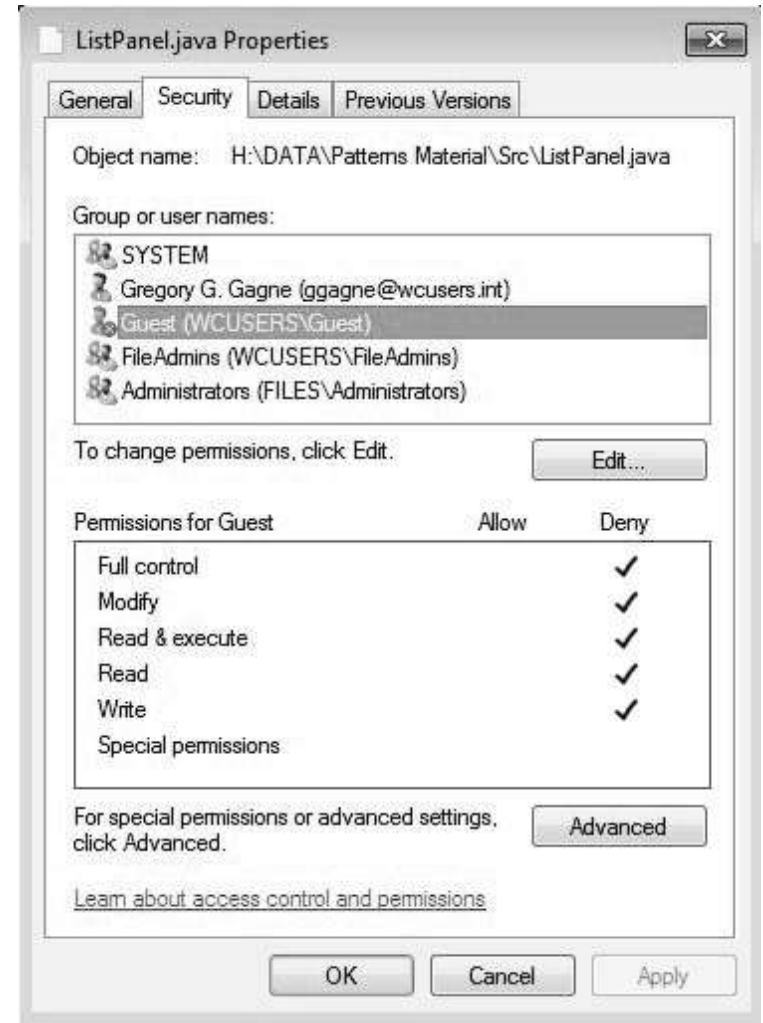 ListPanel.java Properties
General Security Details Previous Versions
Object name: H:\DATA\Patterns Material\Src\ListPanel.java
Group or user names:
SYSTEM
Gregory G. Gagne (ggagne@wcusers.int)
Guest (WCUSERS\Guest)
FileAdmins (WCUSERS\FileAdmins)
Administrators (FILES\Administrators)
To change permissions, click Edit.
Edit...
Permissions for Guest Allow Deny
Full control
Modify
Read & execute
Read
Write
Special permissions
For special permissions or advanced settings,
click Advanced.
Advanced
Learn about access control and permissions
OK Cancel Apply